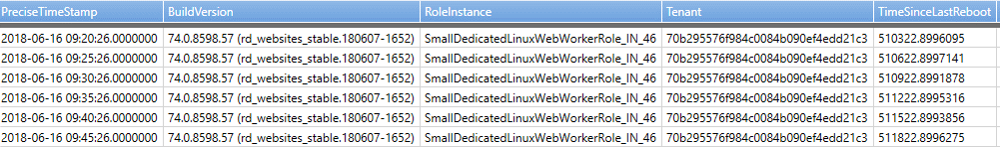 PreciseTimeStamp BuildVersion RoleInstance Tenant TimeSinceLastReboot
2018-06-16 09:20:26.0000000 74.0.8598.57 (rd_websites_stable.180607-1652) SmallDedicatedLinuxWebWorkerRole_IN_46 70b295576f984c0084b090ef4edd21c3 510322.8996095
2018-06-16 09:25:26.0000000 74.0.8598.57 (rd_websites_stable.180607-1652) SmallDedicatedLinuxWebWorkerRole_IN_46 70b295576f984c0084b090ef4edd21c3 510622.8997141
2018-06-16 09:30:26.0000000 74.0.8598.57 (rd_websites_stable.180607-1652) SmallDedicatedLinuxWebWorkerRole_IN_46 70b295576f984c0084b090ef4edd21c3 510922.8991878
2018-06-16 09:35:26.0000000 74.0.8598.57 (rd_websites_stable.180607-1652) SmallDedicatedLinuxWebWorkerRole_IN_46 70b295576f984c0084b090ef4edd21c3 511222.8995316
2018-06-16 09:40:26.0000000 74.0.8598.57 (rd_websites_stable.180607-1652) SmallDedicatedLinuxWebWorkerRole_IN_46 70b295576f984c0084b090ef4edd21c3 511522.8993856
2018-06-16 09:45:26.0000000 74.0.8598.57 (rd_websites_stable.180607-1652) SmallDedicatedLinuxWebWorkerRole_IN_46 70b295576f984c0084b090ef4edd21c3 511822.8996275